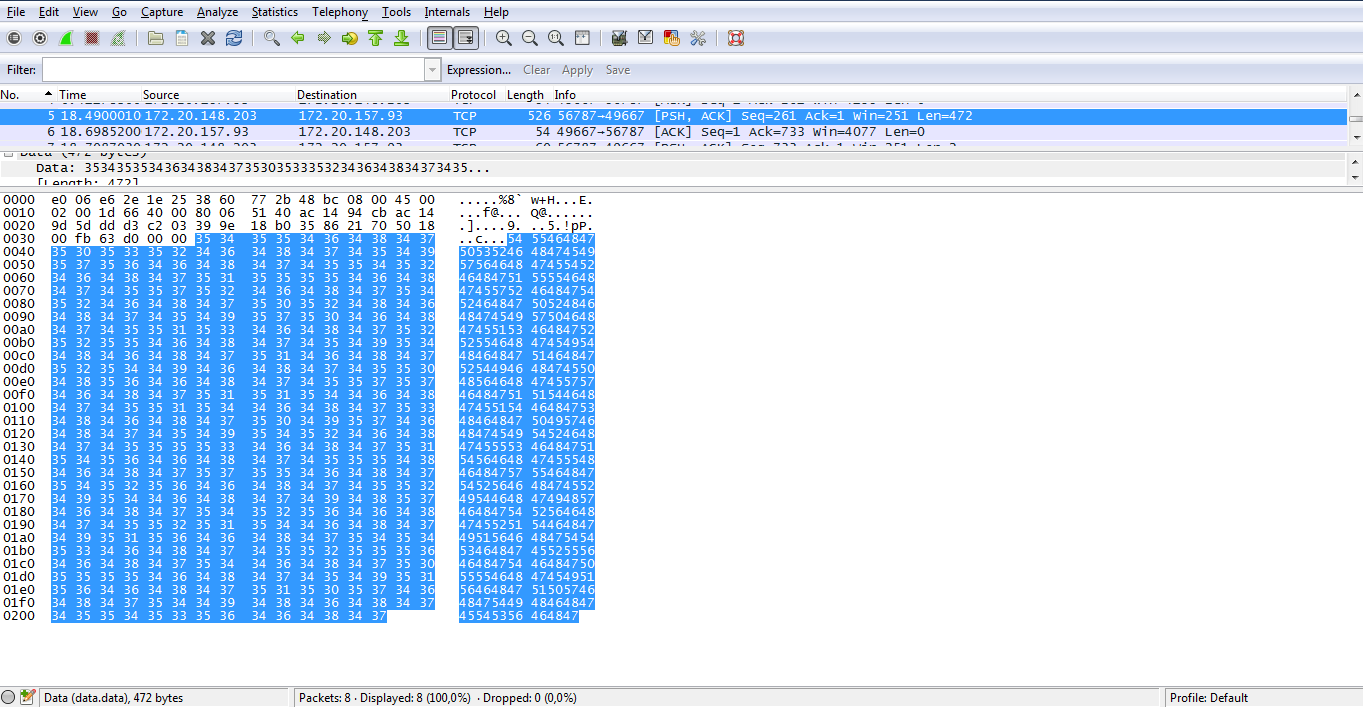 File Edit View Go Capture Analyze Statistics Telephony Tools Internals Help
Filter: Expression... Clear Apply Save
No. Time Source Destination Protocol Length Info
5 18.4900010 172.20.148.203 172.20.157.93 TCP 526 56787→49667 [PSH, ACK] Seq=261 Ack=1 Win=251 Len=472
6 18.6985200 172.20.157.93 172.20.148.203 TCP 54 49667→56787 [ACK] Seq=1 Ack=733 Win=4077 Len=0
Data (472 bytes)
Data: 353435353436343834373530353335323436343834373435...
[Length: 472]
0000 e0 06 e6 2e 1e 25 38 60 77 2b 48 bc 08 00 45 00 .....%8` w+H...E.
0010 02 00 1d 66 40 00 80 06 51 40 ac 14 94 cb ac 14 ...f@... Q@......
0020 9d 5d dd d3 c2 03 39 9e 18 b0 35 86 21 70 50 18 .]....9. ..5.!pP.
0030 00 fb 63 d0 00 00 35 34 35 35 34 36 34 38 34 37 ..c...54 55464847
0040 35 30 35 33 35 32 34 36 34 38 34 37 34 35 34 39 50535246 48474549
0050 35 37 35 36 34 36 34 38 34 37 34 35 35 34 35 32 57564648 47455452
0060 34 36 34 38 34 37 35 31 35 35 35 35 34 36 34 38 46484751 55554648
0070 34 37 34 35 35 37 35 32 34 36 34 38 34 37 35 34 47455752 46484754
0080 35 32 34 36 34 38 34 37 35 30 35 32 34 38 34 36 52464847 50524846
0090 34 38 34 37 34 35 34 39 35 37 35 30 34 36 34 38 48474549 57504648
00a0 34 37 34 35 35 31 35 33 34 36 34 38 34 37 35 32 47455153 46484752
00b0 35 32 35 35 34 36 34 38 34 37 34 35 34 39 35 34 52554648 47454954
00c0 34 38 34 36 34 38 34 37 35 31 34 36 34 38 34 37 48464847 51464847
00d0 35 32 35 34 34 39 34 36 34 38 34 37 34 35 35 30 52544946 48474550
00e0 34 38 35 36 34 36 34 38 34 37 34 35 35 37 35 37 48564648 47455757
00f0 34 36 34 38 34 37 35 31 35 31 35 34 34 36 34 38 46484751 51544648
0100 34 37 34 35 35 31 35 34 34 36 34 38 34 37 35 33 47455154 46484753
0110 34 38 34 36 34 38 34 37 35 30 34 39 35 37 34 36 48464847 50495746
0120 34 38 34 37 34 35 34 39 35 34 35 32 34 36 34 38 48474549 54524648
0130 34 37 34 35 35 35 35 33 34 36 34 38 34 37 35 31 47455553 46484751
0140 35 34 35 36 34 36 34 38 34 37 34 35 35 35 34 38 54564648 47455548
0150 34 36 34 38 34 37 35 37 35 35 34 36 34 38 34 37 46484757 55464847
0160 35 34 35 32 35 36 34 36 34 38 34 37 34 35 35 32 54525646 48474552
0170 34 39 35 34 34 36 34 38 34 37 34 39 34 38 35 37 49544648 47494857
0180 34 36 34 38 34 37 35 34 35 32 35 36 34 36 34 38 46484754 52564648
0190 34 37 34 35 35 32 35 31 35 34 34 36 34 38 34 37 47455251 54464847
01a0 34 39 35 31 35 36 34 36 34 38 34 37 35 34 35 34 49515646 48475454
01b0 35 33 34 36 34 38 34 37 34 35 35 32 35 35 35 36 53464847 45525556
01c0 34 36 34 38 34 37 35 34 34 36 34 38 34 37 35 30 46484754 46484750
01d0 35 35 35 35 34 36 34 38 34 37 34 35 34 39 35 31 55554648 47454951
01e0 35 36 34 36 34 38 34 37 35 31 35 30 35 37 34 36 56464847 51505746
01f0 34 38 34 37 35 34 34 39 34 38 34 36 34 38 34 37 48475449 48464847
0200 34 35 35 34 35 33 35 36 34 36 34 38 34 37 45545356 464847
Data (data.data), 472 bytes Packets: 8 · Displayed: 8 (100,0%) · Dropped: 0 (0,0%) Profile: Default